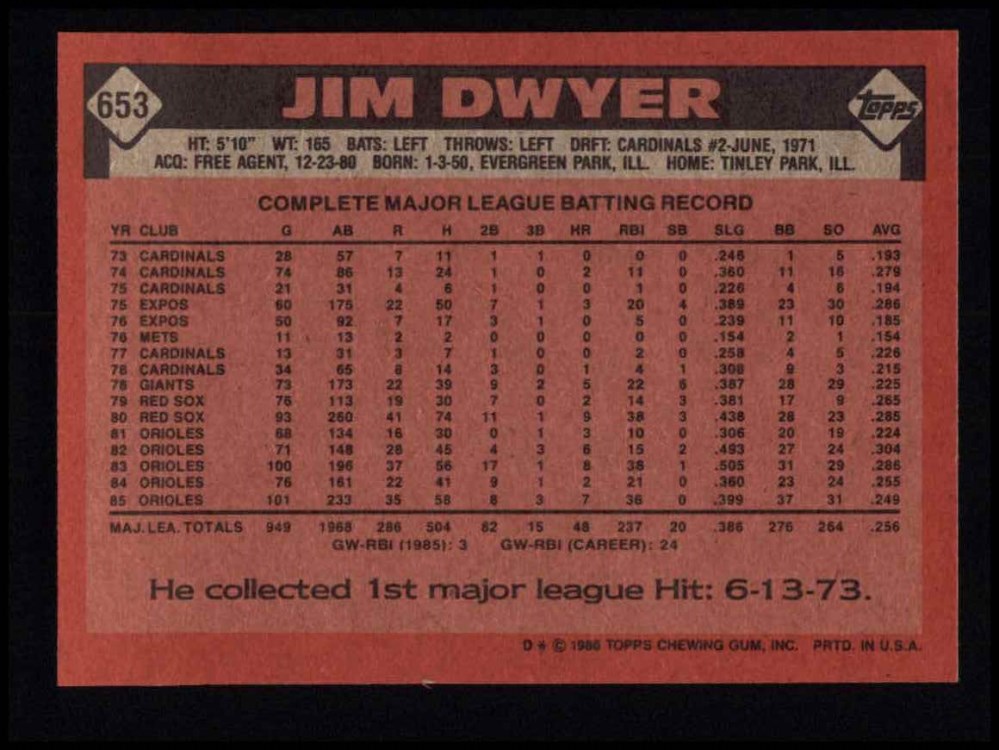 653 JIM DWYER Topps
HT: 5'10" WT: 165 BATS: LEFT THROWS: LEFT DRFT: CARDINALS #2-JUNE, 1971
ACQ: FREE AGENT, 12-23-80 BORN: 1-3-50, EVERGREEN PARK, ILL. HOME: TINLEY PARK, ILL.
COMPLETE MAJOR LEAGUE BATTING RECORD
YR CLUB G AB R H 2B 3B HR RBI SB SLG BB SO AVG
73 CARDINALS 28 57 7 11 1 1 0 0 0 .246 1 5 .193
74 CARDINALS 74 86 13 24 1 0 2 11 0 .360 11 16 .279
75 CARDINALS 21 31 4 6 1 0 0 1 0 .226 4 6 .194
75 EXPOS 60 175 22 50 7 1 3 20 4 .389 23 30 .286
76 EXPOS 50 92 7 17 3 1 0 5 0 .239 11 10 .185
76 METS 11 13 2 2 0 0 0 0 0 .154 2 1 .154
77 CARDINALS 13 31 3 7 1 0 0 2 0 .258 4 5 .226
78 CARDINALS 34 65 8 14 3 0 1 4 1 .308 9 3 .215
78 GIANTS 73 173 22 39 9 2 5 22 6 .387 28 29 .225
79 RED SOX 76 113 19 30 7 0 2 14 3 .381 17 9 .265
80 RED SOX 93 260 41 74 11 1 9 38 3 .438 28 23 .285
81 ORIOLES 68 134 16 30 0 1 3 10 0 .306 20 19 .224
82 ORIOLES 71 148 28 45 4 3 6 15 2 .493 27 24 .304
83 ORIOLES 100 196 37 56 17 1 8 38 1 .505 31 29 .286
84 ORIOLES 76 161 22 41 9 1 2 21 0 .360 23 24 .255
85 ORIOLES 101 233 35 58 8 3 7 36 0 .399 37 31 .249
MAJ. LEA. TOTALS 949 1968 286 504 82 15 48 237 20 .386 276 264 .256
GW-RBI (1985): 3 GW-RBI (CAREER): 24
He collected 1st major league Hit: 6-13-73.
D * © 1986 TOPPS CHEWING GUM, INC. PRTD. IN U.S.A.